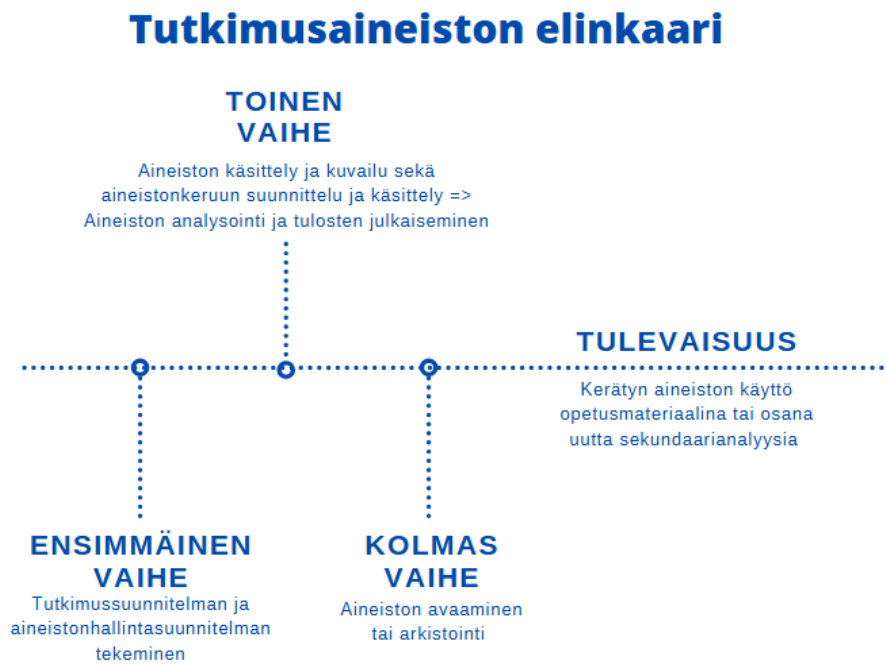 Tutkimusaineiston elinkaari
TOINEN
VAIHE
Aineiston käsittely ja kuvailu sekä
aineistonkeruun suunnittelu ja käsittely =>
Aineiston analysointi ja tulosten julkaiseminen
TULEVAISUUS
Kerätyn aineiston käyttö
opetusmateriaalina tai osana
uutta sekundaarianalyysia
ENSIMMÄINEN
VAIHE
Tutkimussuunnitelman ja
aineistonhallintasuunnitelman
tekeminen
KOLMAS
VAIHE
Aineiston avaaminen
tai arkistointi